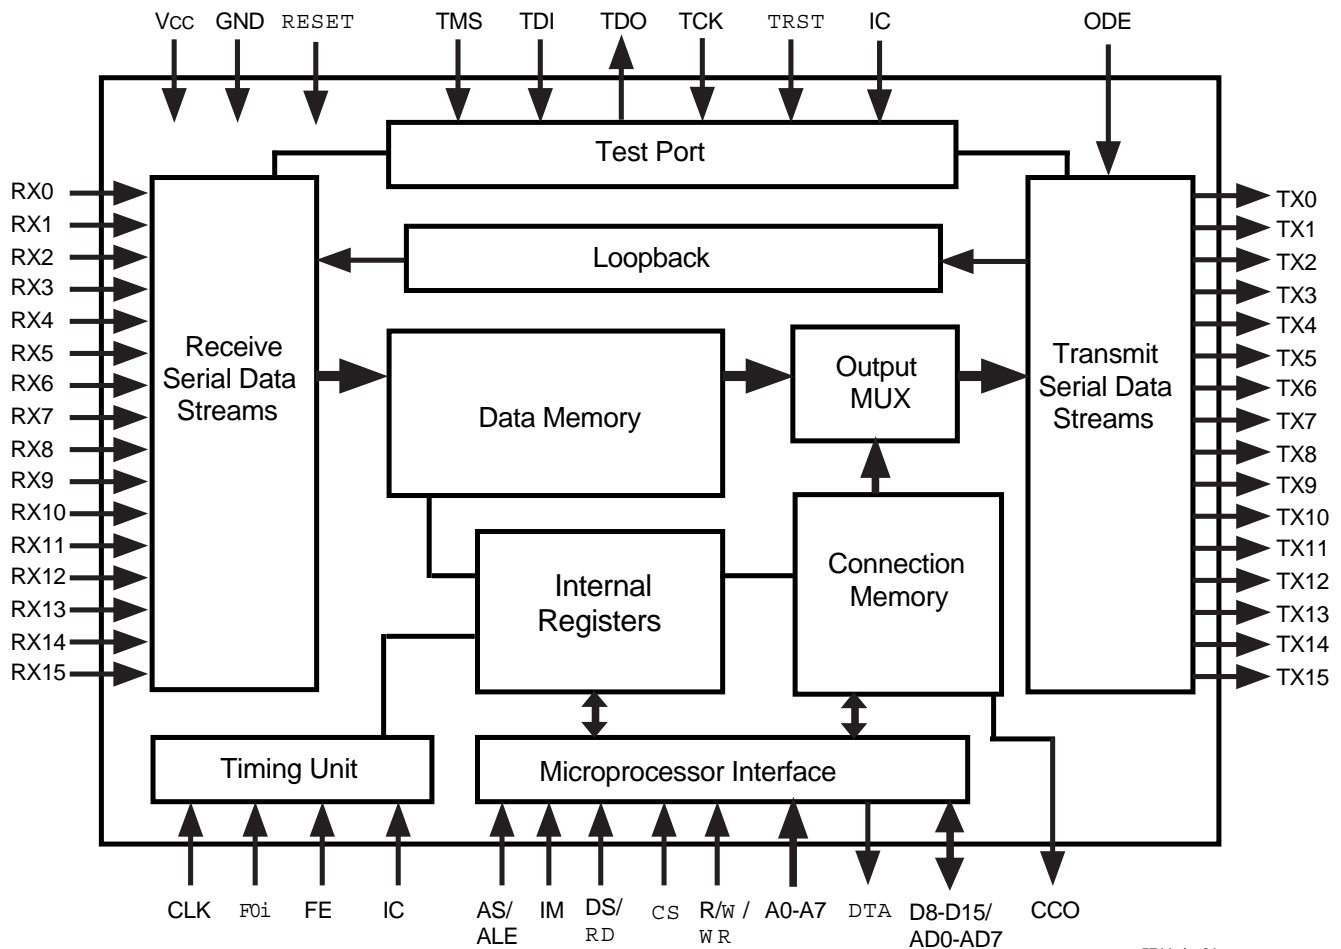 Vcc GND RESET TMS TDI TDO TCK TRST IC ODE
Test Port
RX0 TX0
RX1 TX1
RX2 Loopback TX2
RX3 TX3
RX4 TX4
RX5 TX5
RX6 TX6
RX7 TX7
RX8 TX8
RX9 TX9
RX10 TX10
RX11 TX11
RX12 TX12
RX13 TX13
RX14 TX14
RX15 TX15
Receive
Serial Data
Streams
Data Memory
Output
MUX
Transmit
Serial Data
Streams
Internal
Registers
Connection
Memory
Timing Unit
Microprocessor Interface
CLK F0i FE IC
AS/
ALE
IM
DS/
RD
CS
R/W/
WR
A0-A7
DTA
D8-D15/
AD0-AD7
CCO